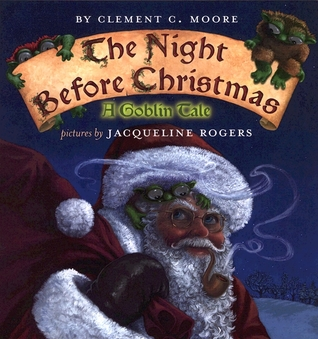 BY CLEMENT C. MOORE
The Night
Before Christmas
A Goblin Tale
pictures by JACQUELINE ROGERS